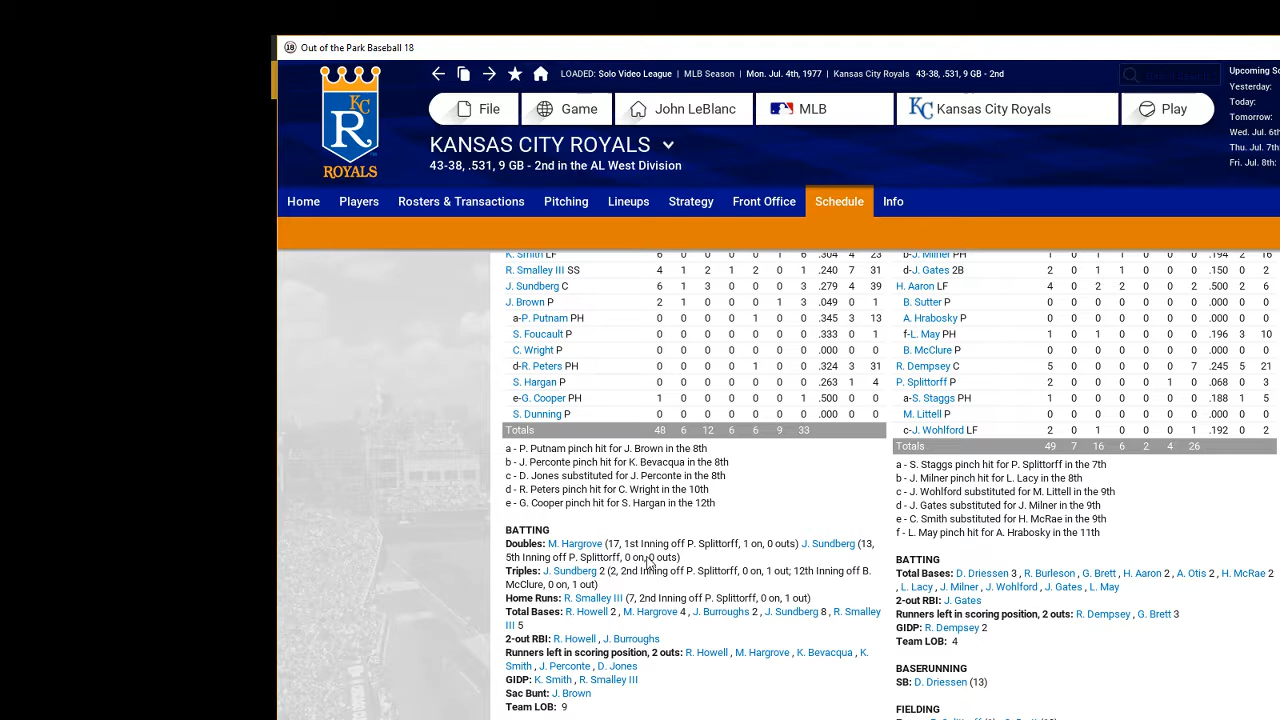 18 Out of the Park Baseball 18
LOADED: Solo Video League | MLB Season | Mon. Jul. 4th, 1977 | Kansas City Royals 43-38, .531, 9 GB - 2nd
Upcoming Sc
Yesterday:
Today:
Tomorrow:
Wed. Jul. 6th
Thu. Jul. 7th
Fri. Jul. 8th:
KC
R
ROYALS
File
Game
John LeBlanc
MLB
KC Kansas City Royals
Play
KANSAS CITY ROYALS
43-38, .531, 9 GB - 2nd in the AL West Division
Home Players Rosters & Transactions Pitching Lineups Strategy Front Office Schedule Info
K. Smith LF 6 0 0 0 0 1 6 .304 4 23
R. Smalley III SS 4 1 2 1 2 0 1 .240 7 31
J. Sundberg C 6 1 3 0 0 0 3 .279 4 39
J. Brown P 2 1 0 0 0 1 3 .049 0 1
a-P. Putnam PH 0 0 0 0 1 0 0 .345 3 13
S. Foucault P 0 0 0 0 0 0 0 .333 0 1
C. Wright P 0 0 0 0 0 0 0 .000 0 0
d-R. Peters PH 0 0 0 0 1 0 0 .324 3 31
S. Hargan P 0 0 0 0 0 0 0 .263 1 4
e-G. Cooper PH 1 0 0 0 0 0 1 .500 0 0
S. Dunning P 0 0 0 0 0 0 0 .000 0 0
Totals 48 6 12 6 6 9 33
a - P. Putnam pinch hit for J. Brown in the 8th
b - J. Perconte pinch hit for K. Bevacqua in the 8th
c - D. Jones substituted for J. Perconte in the 8th
d - R. Peters pinch hit for C. Wright in the 10th
e - G. Cooper pinch hit for S. Hargan in the 12th
BATTING
Doubles: M. Hargrove (17, 1st Inning off P. Splittorff, 1 on, 0 outs) J. Sundberg (13,
5th Inning off P. Splittorff, 0 on, 0 outs)
Triples: J. Sundberg 2 (2, 2nd Inning off P. Splittorff, 0 on, 1 out; 12th Inning off B.
McClure, 0 on, 1 out)
Home Runs: R. Smalley III (7, 2nd Inning off P. Splittorff, 0 on, 1 out)
Total Bases: R. Howell 2 , M. Hargrove 4 , J. Burroughs 2 , J. Sundberg 8 , R. Smalley
III 5
2-out RBI: R. Howell , J. Burroughs
Runners left in scoring position, 2 outs: R. Howell , M. Hargrove , K. Bevacqua , K.
Smith , J. Perconte , D. Jones
GIDP: K. Smith , R. Smalley III
Sac Bunt: J. Brown
Team LOB: 9
b-J. Milner PH 1 0 1 1 0 0 0 .194 2 16
d-J. Gates 2B 2 0 1 1 0 0 0 .150 0 2
H. Aaron LF 4 0 2 2 0 0 2 .500 2 6
B. Sutter P 0 0 0 0 0 0 0 .000 0 0
A. Hrabosky P 0 0 0 0 0 0 0 .000 0 0
f-L. May PH 1 0 1 0 0 0 0 .196 3 10
B. McClure P 0 0 0 0 0 0 0 .000 0 0
R. Dempsey C 5 0 0 0 0 0 7 .245 5 21
P. Splittorff P 2 0 0 0 0 1 0 .068 0 3
a-S. Staggs PH 1 0 0 0 0 0 0 .188 1 5
M. Littell P 0 0 0 0 0 0 0 .000 0 0
c-J. Wohlford LF 2 0 1 0 0 0 1 .192 0 2
Totals 49 7 16 6 2 4 26
a - S. Staggs pinch hit for P. Splittorff in the 7th
b - J. Milner pinch hit for L. Lacy in the 8th
c - J. Wohlford substituted for M. Littell in the 9th
d - J. Gates substituted for J. Milner in the 9th
e - C. Smith substituted for H. McRae in the 9th
f - L. May pinch hit for A. Hrabosky in the 11th
BATTING
Total Bases: D. Driessen 3 , R. Burleson , G. Brett , H. Aaron 2 , A. Otis 2 , H. McRae 2
, L. Lacy , J. Milner , J. Wohlford , J. Gates , L. May
2-out RBI: J. Gates
Runners left in scoring position, 2 outs: R. Dempsey , G. Brett 3
GIDP: R. Dempsey 2
Team LOB: 4
BASERUNNING
SB: D. Driessen (13)
FIELDING